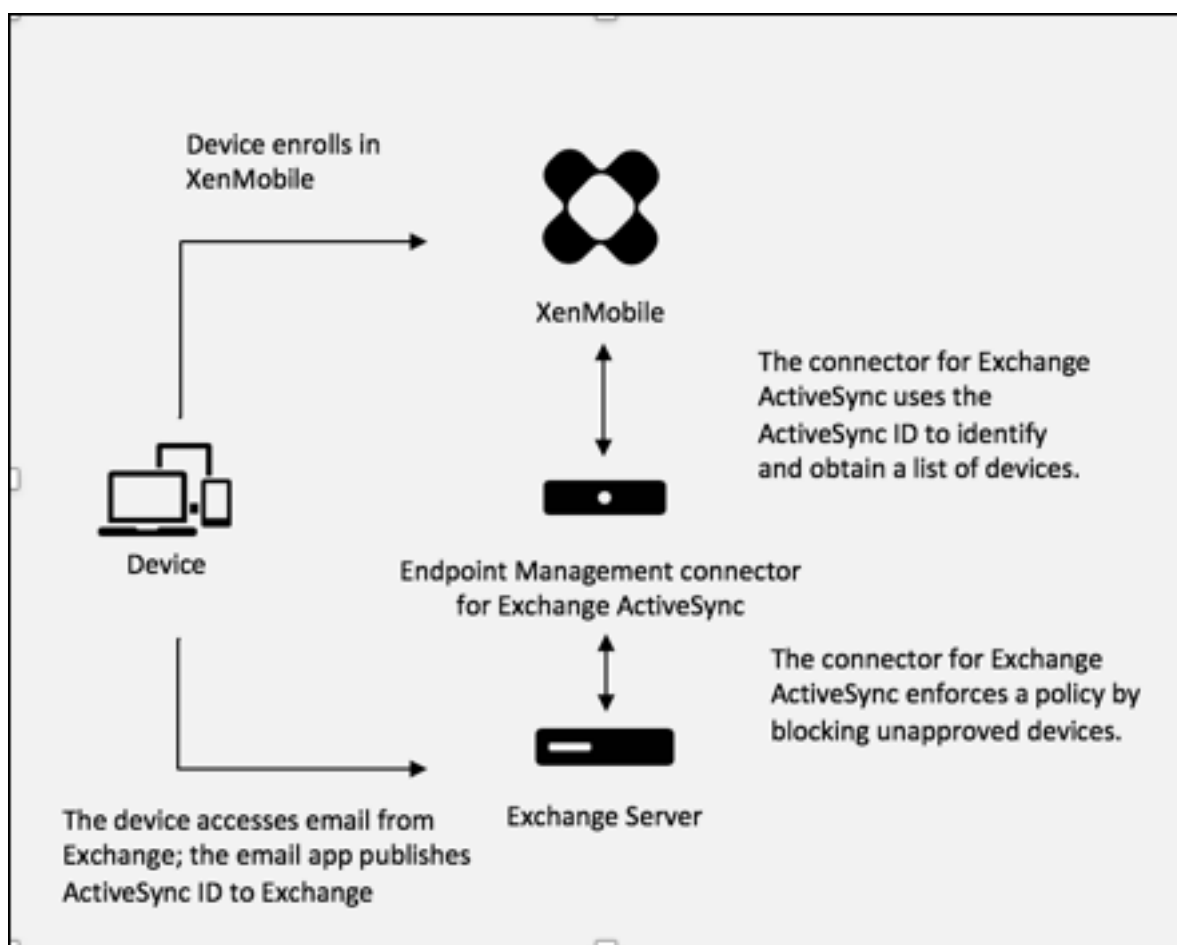 Device enrolls in
XenMobile
XenMobile
The connector for Exchange
ActiveSync uses the
ActiveSync ID to identify
and obtain a list of devices.
Device
Endpoint Management connector
for Exchange ActiveSync
The connector for Exchange
ActiveSync enforces a policy by
blocking unapproved devices.
Exchange Server
The device accesses email from
Exchange; the email app publishes
ActiveSync ID to Exchange